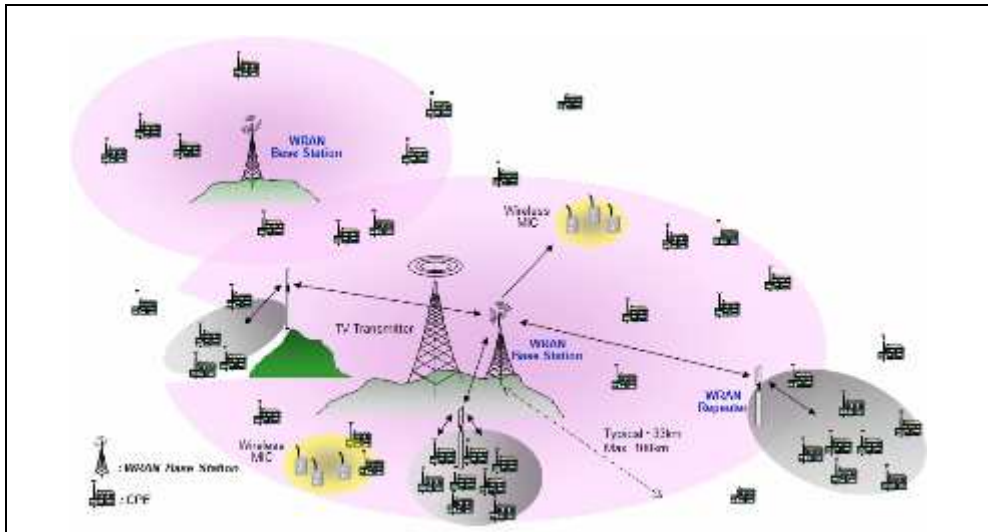 WRAN
Base Station
Wireless
MIC
TV Transmitter
WRAN
Base Station
WRAN
Repeater
Typical - 33km
Max
Wireless
MIC
: WRAN Base Station
: CPE